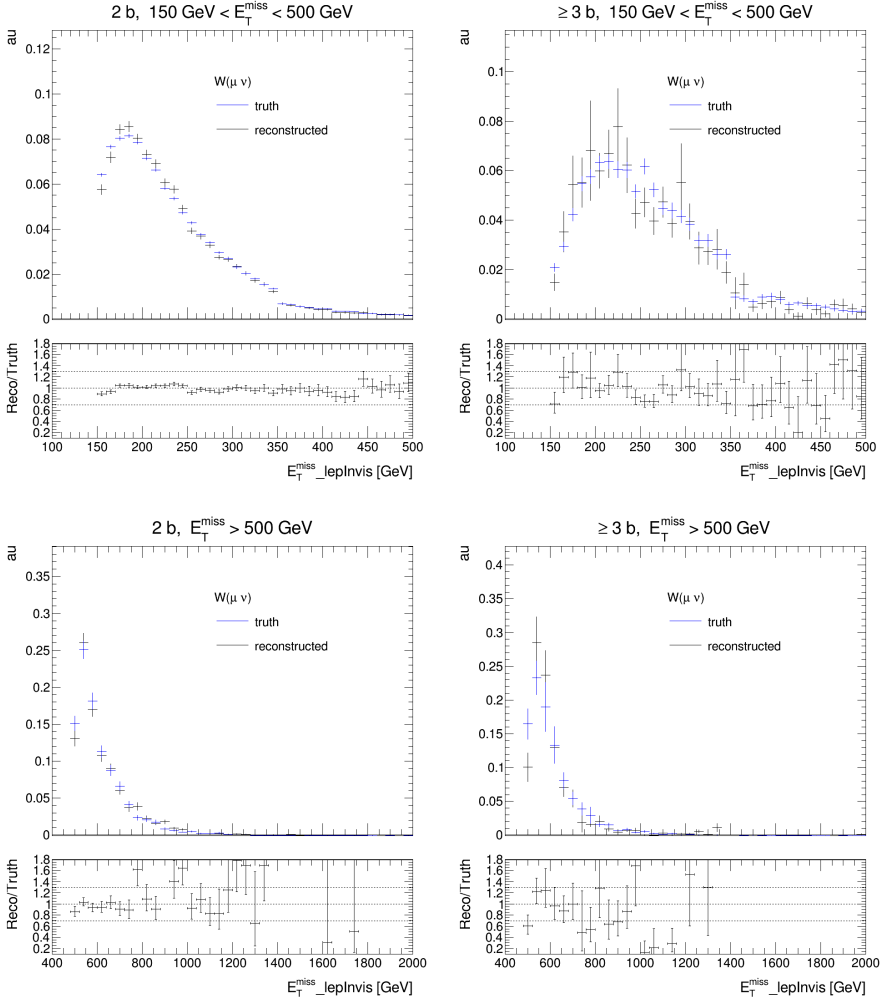 2 b, 150 GeV < E_T^miss < 500 GeV
au
0.12
0.1
0.08
0.06
0.04
0.02
0
W(μ ν)
truth
reconstructed
Reco/Truth
1.8
1.6
1.4
1.2
1
0.8
0.6
0.4
0.2
100 150 200 250 300 350 400 450 500
E_T^miss_lepInvis [GeV]
≥ 3 b, 150 GeV < E_T^miss < 500 GeV
au
0.1
0.08
0.06
0.04
0.02
0
W(μ ν)
truth
reconstructed
Reco/Truth
1.8
1.6
1.4
1.2
1
0.8
0.6
0.4
0.2
100 150 200 250 300 350 400 450 500
E_T^miss_lepInvis [GeV]
2 b, E_T^miss > 500 GeV
au
0.35
0.3
0.25
0.2
0.15
0.1
0.05
0
W(μ ν)
truth
reconstructed
Reco/Truth
1.8
1.6
1.4
1.2
1
0.8
0.6
0.4
0.2
400 600 800 1000 1200 1400 1600 1800 2000
E_T^miss_lepInvis [GeV]
≥ 3 b, E_T^miss > 500 GeV
au
0.4
0.35
0.3
0.25
0.2
0.15
0.1
0.05
0
W(μ ν)
truth
reconstructed
Reco/Truth
1.8
1.6
1.4
1.2
1
0.8
0.6
0.4
0.2
400 600 800 1000 1200 1400 1600 1800 2000
E_T^miss_lepInvis [GeV]